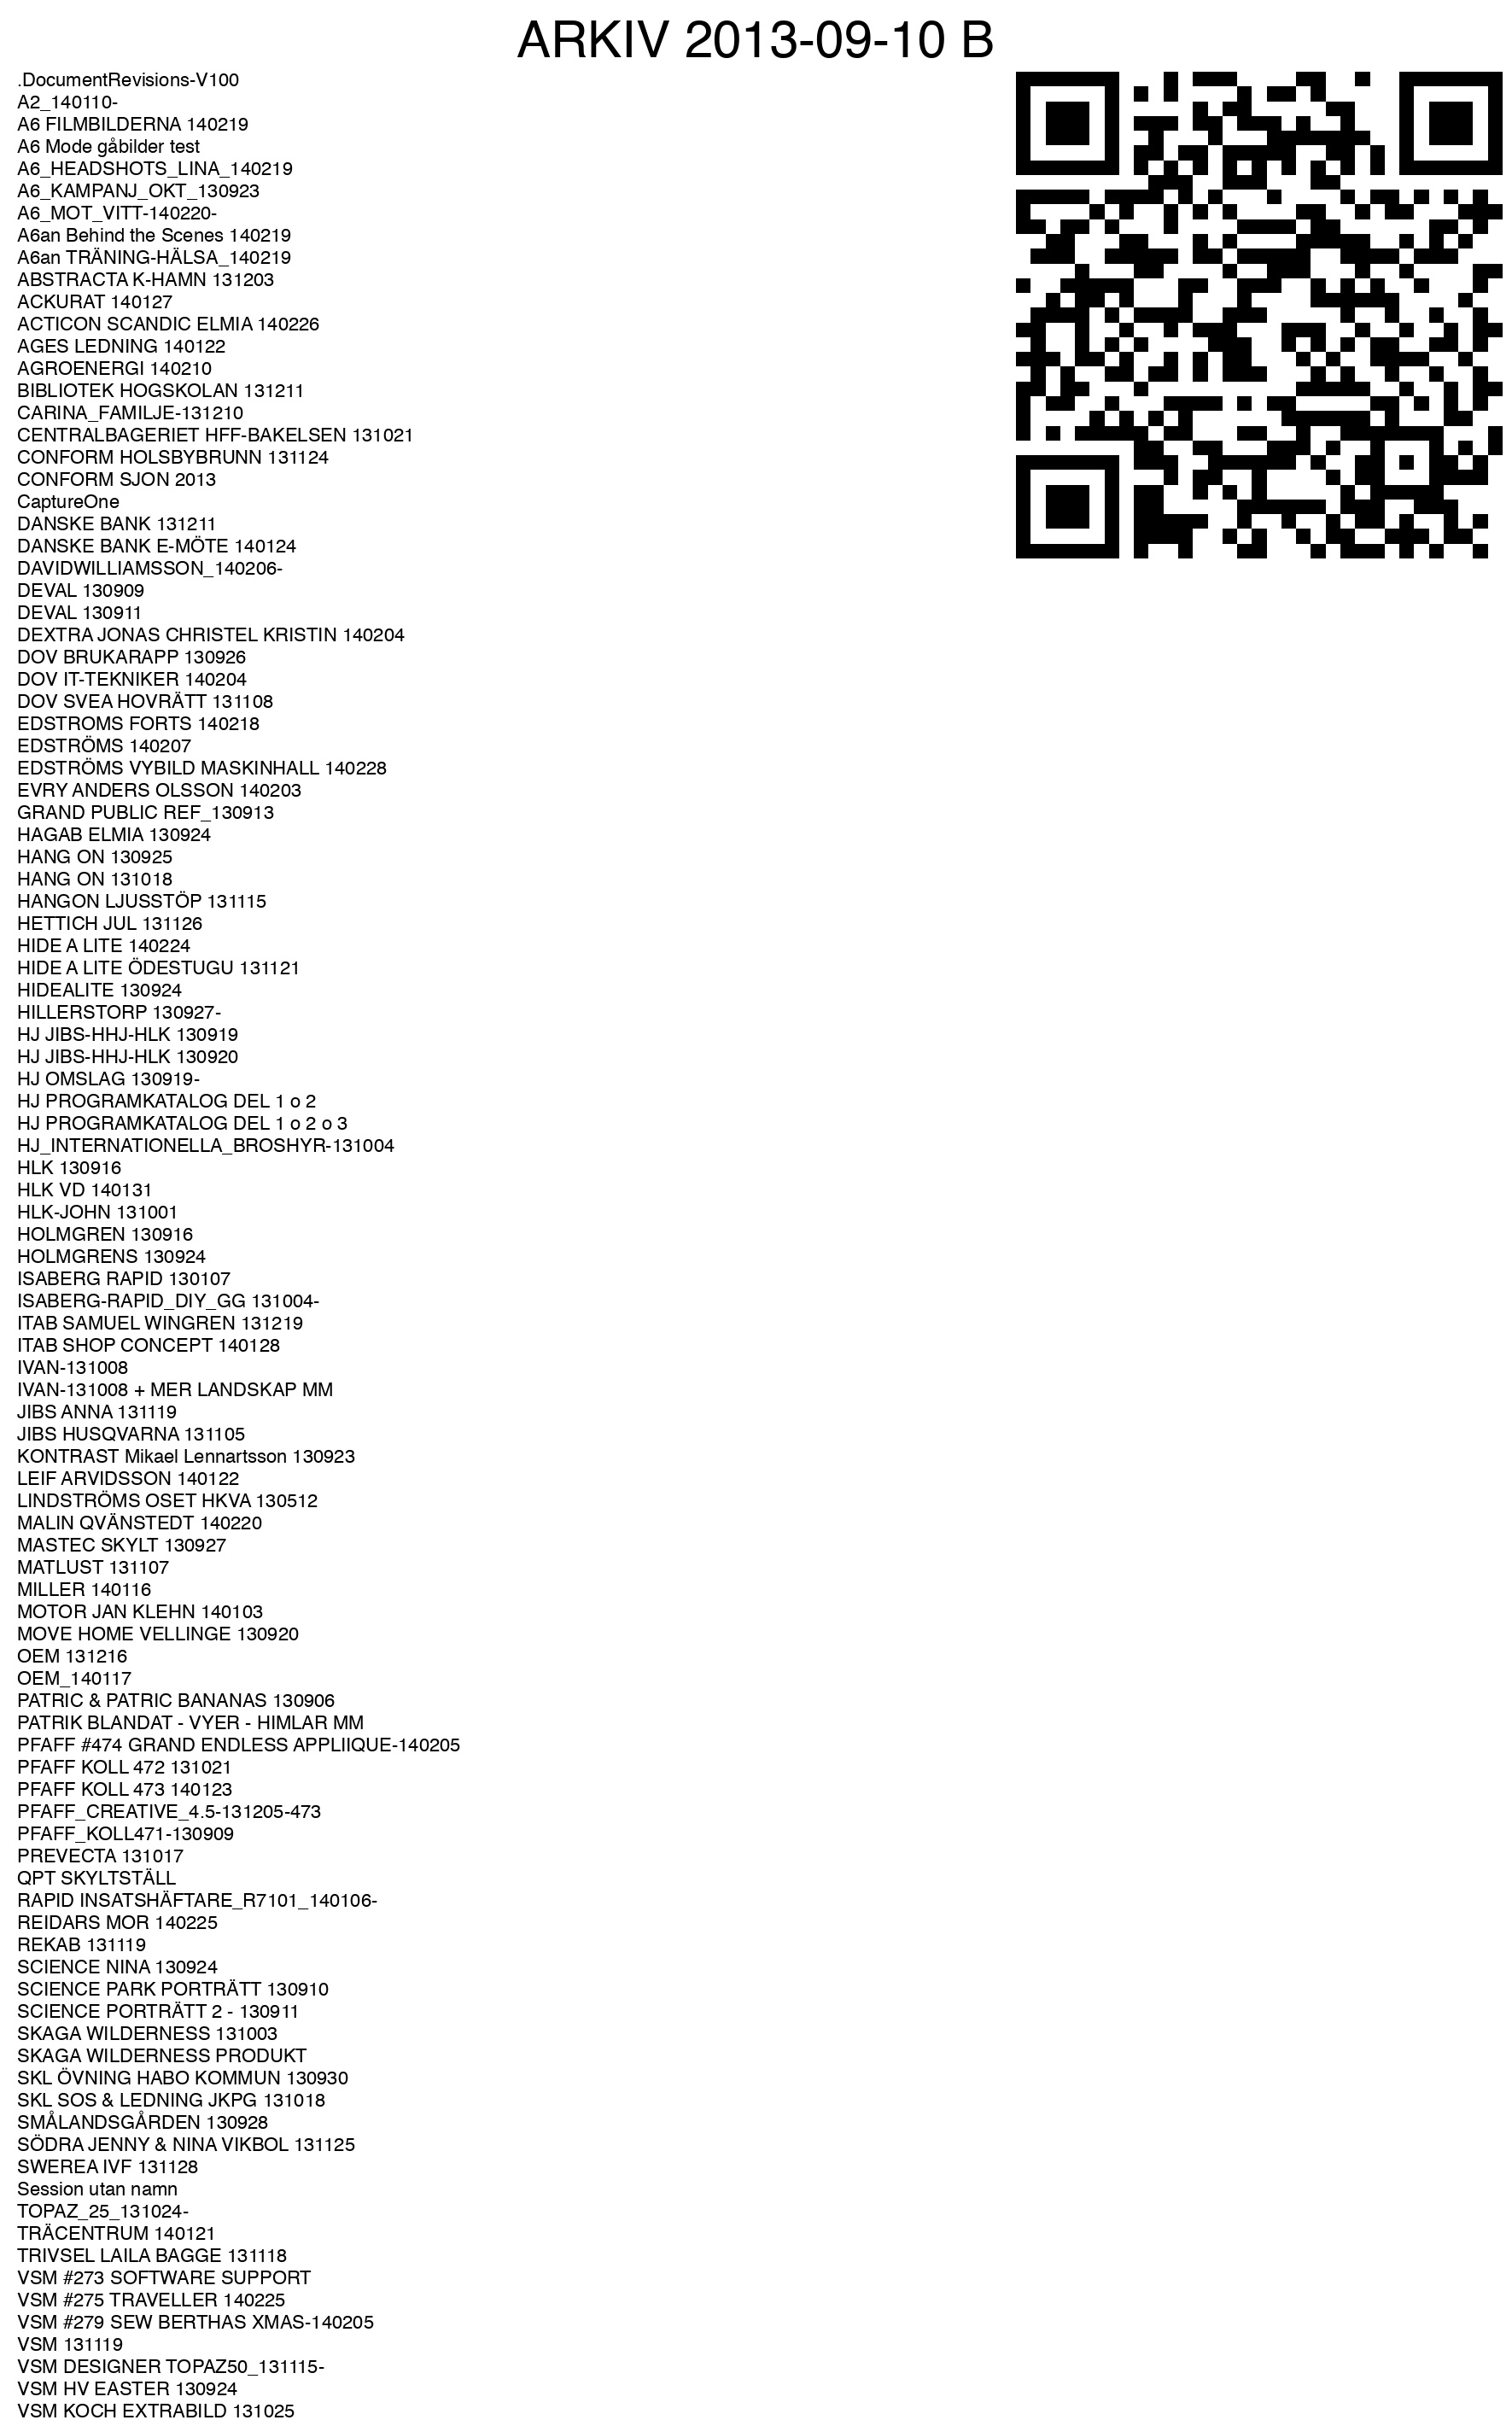 ARKIV 2013-09-10 B
.DocumentRevisions-V100
A2_140110-
A6 FILMBILDERNA 140219
A6 Mode gåbilder test
A6_HEADSHOTS_LINA_140219
A6_KAMPANJ_OKT_130923
A6_MOT_VITT-140220-
A6an Behind the Scenes 140219
A6an TRÄNING-HÄLSA_140219
ABSTRACTA K-HAMN 131203
ACKURAT 140127
ACTICON SCANDIC ELMIA 140226
AGES LEDNING 140122
AGROENERGI 140210
BIBLIOTEK HOGSKOLAN 131211
CARINA_FAMILJE-131210
CENTRALBAGERIET HFF-BAKELSEN 131021
CONFORM HOLSBYBRUNN 131124
CONFORM SJON 2013
CaptureOne
DANSKE BANK 131211
DANSKE BANK E-MÖTE 140124
DAVIDWILLIAMSSON_140206-
DEVAL 130909
DEVAL 130911
DEXTRA JONAS CHRISTEL KRISTIN 140204
DOV BRUKARAPP 130926
DOV IT-TEKNIKER 140204
DOV SVEA HOVRÄTT 131108
EDSTROMS FORTS 140218
EDSTRÖMS 140207
EDSTRÖMS VYBILD MASKINHALL 140228
EVRY ANDERS OLSSON 140203
GRAND PUBLIC REF_130913
HAGAB ELMIA 130924
HANG ON 130925
HANG ON 131018
HANGON LJUSSTÖP 131115
HETTICH JUL 131126
HIDE A LITE 140224
HIDE A LITE ÖDESTUGU 131121
HIDEALITE 130924
HILLERSTORP 130927-
HJ JIBS-HHJ-HLK 130919
HJ JIBS-HHJ-HLK 130920
HJ OMSLAG 130919-
HJ PROGRAMKATALOG DEL 1 o 2
HJ PROGRAMKATALOG DEL 1 o 2 o 3
HJ_INTERNATIONELLA_BROSHYR-131004
HLK 130916
HLK VD 140131
HLK-JOHN 131001
HOLMGREN 130916
HOLMGRENS 130924
ISABERG RAPID 130107
ISABERG-RAPID_DIY_GG 131004-
ITAB SAMUEL WINGREN 131219
ITAB SHOP CONCEPT 140128
IVAN-131008
IVAN-131008 + MER LANDSKAP MM
JIBS ANNA 131119
JIBS HUSQVARNA 131105
KONTRAST Mikael Lennartsson 130923
LEIF ARVIDSSON 140122
LINDSTRÖMS OSET HKVA 130512
MALIN QVÄNSTEDT 140220
MASTEC SKYLT 130927
MATLUST 131107
MILLER 140116
MOTOR JAN KLEHN 140103
MOVE HOME VELLINGE 130920
OEM 131216
OEM_140117
PATRIC & PATRIC BANANAS 130906
PATRIK BLANDAT - VYER - HIMLAR MM
PFAFF #474 GRAND ENDLESS APPLIIQUE-140205
PFAFF KOLL 472 131021
PFAFF KOLL 473 140123
PFAFF_CREATIVE_4.5-131205-473
PFAFF_KOLL471-130909
PREVECTA 131017
QPT SKYLTSTÄLL
RAPID INSATSHÄFTARE_R7101_140106-
REIDARS MOR 140225
REKAB 131119
SCIENCE NINA 130924
SCIENCE PARK PORTRÄTT 130910
SCIENCE PORTRÄTT 2 - 130911
SKAGA WILDERNESS 131003
SKAGA WILDERNESS PRODUKT
SKL ÖVNING HABO KOMMUN 130930
SKL SOS & LEDNING JKPG 131018
SMÅLANDSGÅRDEN 130928
SÖDRA JENNY & NINA VIKBOL 131125
SWEREA IVF 131128
Session utan namn
TOPAZ_25_131024-
TRÄCENTRUM 140121
TRIVSEL LAILA BAGGE 131118
VSM #273 SOFTWARE SUPPORT
VSM #275 TRAVELLER 140225
VSM #279 SEW BERTHAS XMAS-140205
VSM 131119
VSM DESIGNER TOPAZ50_131115-
VSM HV EASTER 130924
VSM KOCH EXTRABILD 131025